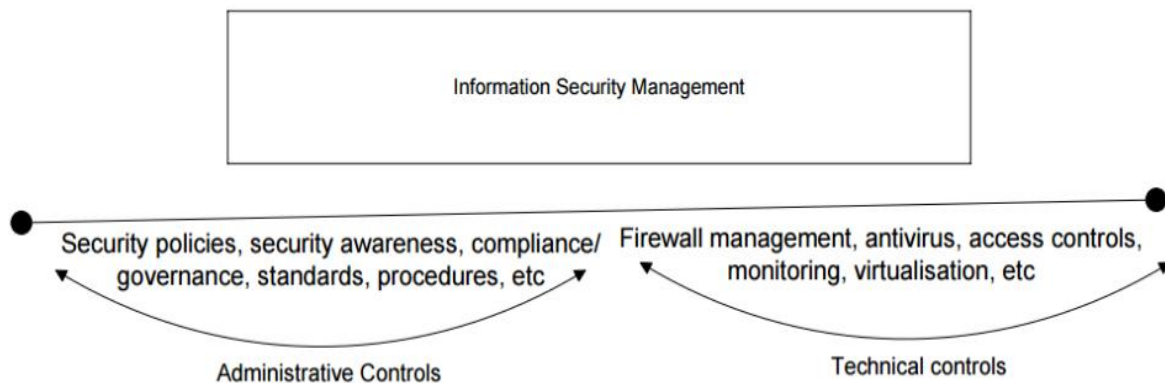 Information Security Management
Security policies, security awareness, compliance/
governance, standards, procedures, etc
Firewall management, antivirus, access controls,
monitoring, virtualisation, etc
Administrative Controls
Technical controls